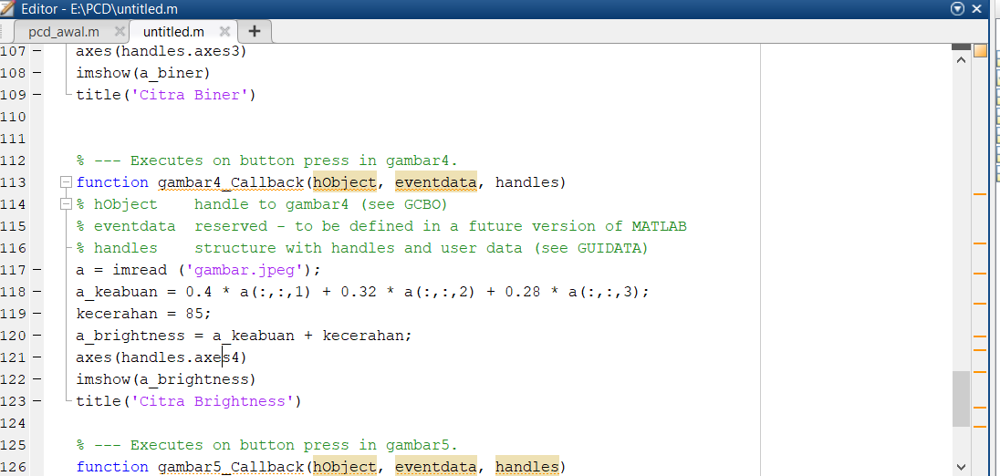 Editor - E:\PCD\untitled.m
pcd_awal.m untitled.m +
107 axes(handles.axes3)
108 imshow(a_biner)
109 title('Citra Biner')
110
111
112 % --- Executes on button press in gambar4.
113 function gambar4_Callback(hObject, eventdata, handles)
114 % hObject    handle to gambar4 (see GCBO)
115 % eventdata  reserved - to be defined in a future version of MATLAB
116 % handles    structure with handles and user data (see GUIDATA)
117 a = imread ('gambar.jpeg');
118 a_keabuan = 0.4 * a(:,:,1) + 0.32 * a(:,:,2) + 0.28 * a(:,:,3);
119 kecerahan = 85;
120 a_brightness = a_keabuan + kecerahan;
121 axes(handles.axes4)
122 imshow(a_brightness)
123 title('Citra Brightness')
124
125 % --- Executes on button press in gambar5.
126 function gambar5_Callback(hObject, eventdata, handles)